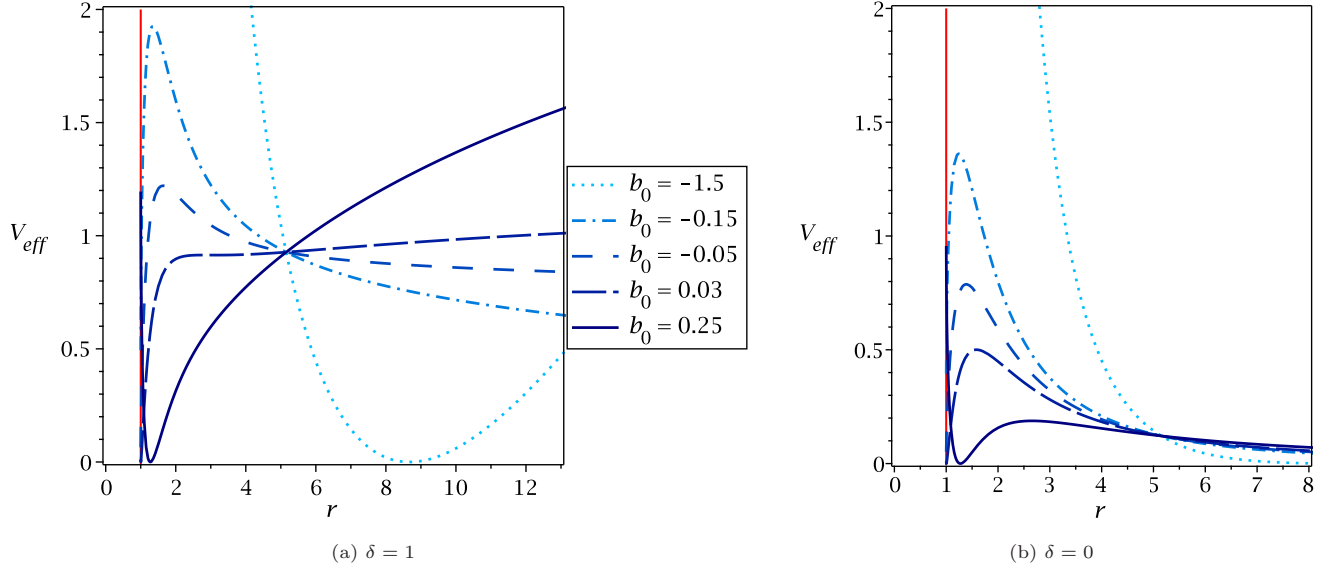 2
1.5
V_eff
1
0.5
0
0 2 4 6 8 10 12
r
(a) δ = 1
b_0 = −1.5
b_0 = −0.15
b_0 = −0.05
b_0 = 0.03
b_0 = 0.25
2
1.5
V_eff
1
0.5
0
0 1 2 3 4 5 6 7 8
r
(b) δ = 0